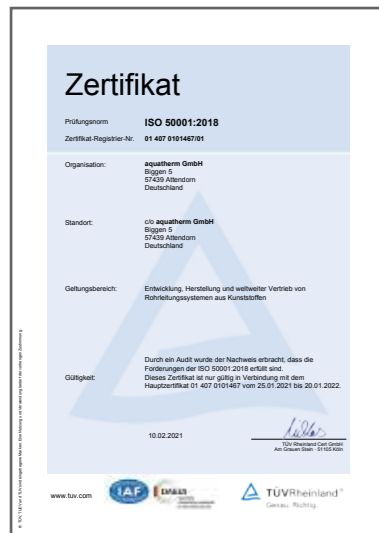 Zertifikat
Prüfungsnorm ISO 50001:2018
Zertifikat-Registrier-Nr. 01 407 0101467/01
Organisation: aquatherm GmbH
Biggen 5
57439 Attendorn
Deutschland
Standort: c/o aquatherm GmbH
Biggen 5
57439 Attendorn
Deutschland
Geltungsbereich: Entwicklung, Herstellung und weltweiter Vertrieb von
Rohrleitungssystemen aus Kunststoffen
Durch ein Audit wurde der Nachweis erbracht, dass die
Forderungen der ISO 50001:2018 erfüllt sind.
Gültigkeit: Dieses Zertifikat ist nur gültig in Verbindung mit dem
Hauptzertifikat 01 407 0101467 vom 25.01.2021 bis 20.01.2022.
10.02.2021
TÜV Rheinland Cert GmbH
Am Grauen Stein · 51105 Köln
www.tuv.com
IAF
DAkkS
TÜVRheinland®
Genau. Richtig.